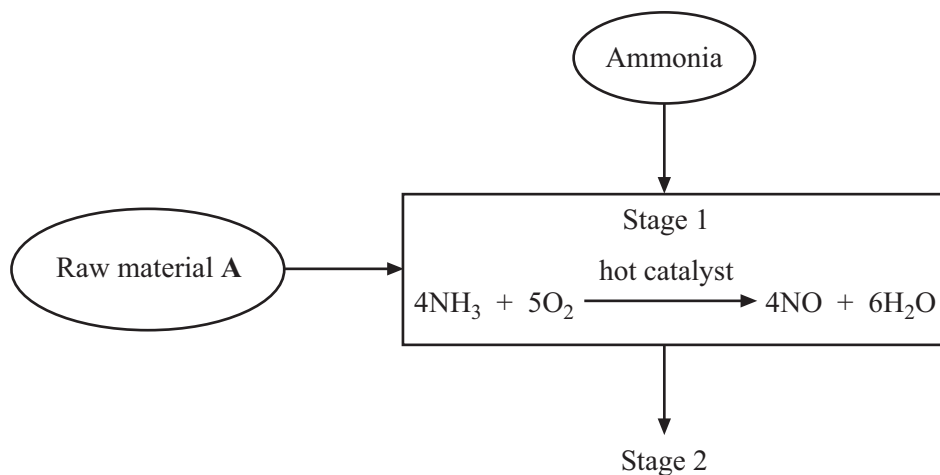 Ammonia
Stage 1
Raw material A
hot catalyst
4NH₃ + 5O₂ ⟶ 4NO + 6H₂O
Stage 2